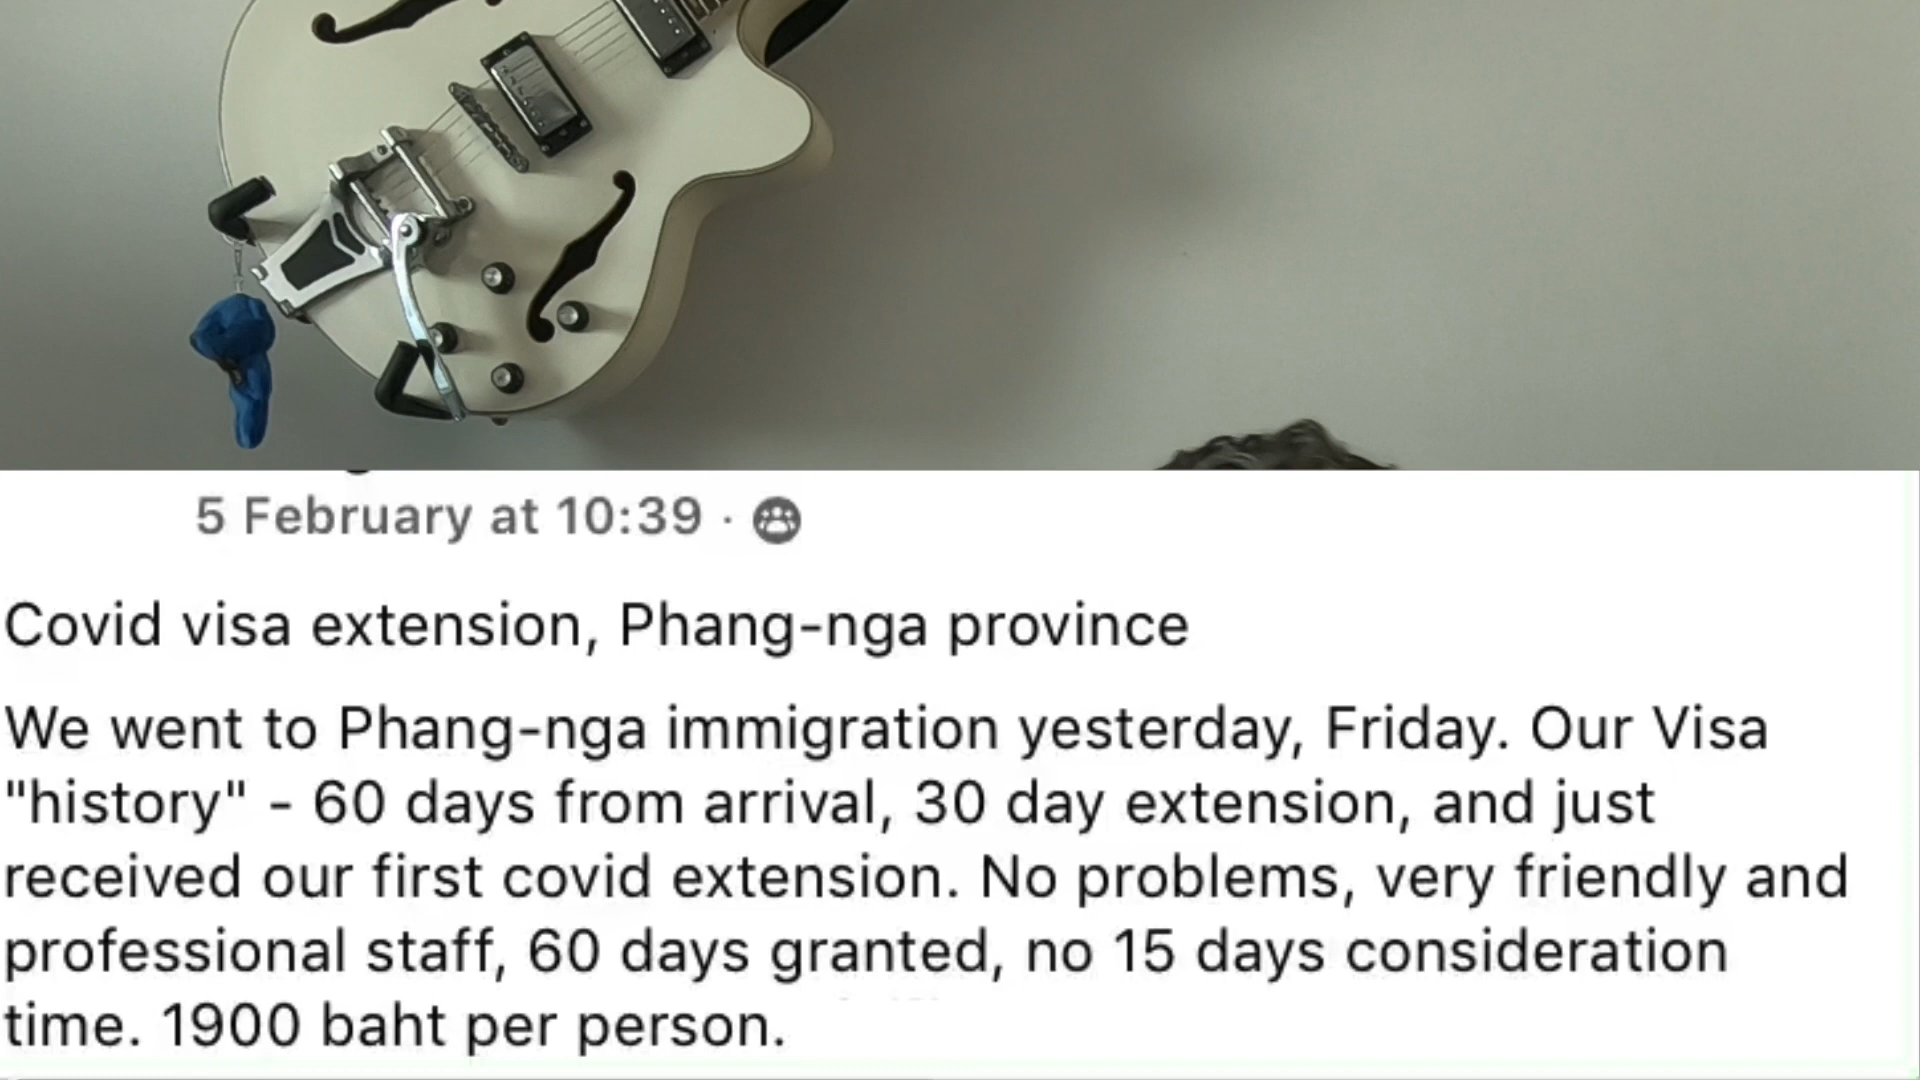 5 February at 10:39 ·
Covid visa extension, Phang-nga province
We went to Phang-nga immigration yesterday, Friday. Our Visa
"history" - 60 days from arrival, 30 day extension, and just
received our first covid extension. No problems, very friendly and
professional staff, 60 days granted, no 15 days consideration
time. 1900 baht per person.